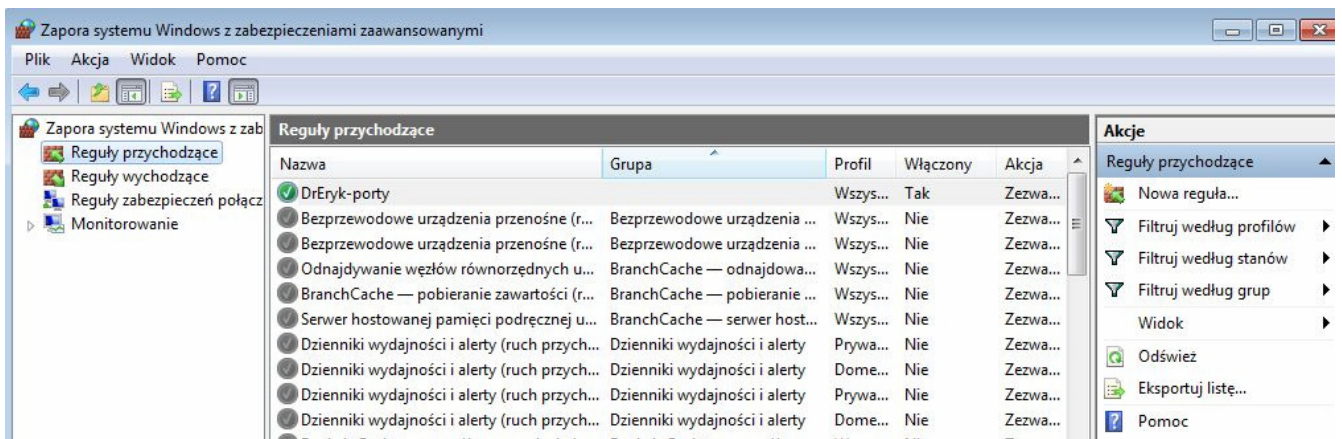 Zapora systemu Windows z zabezpieczeniami zaawansowanymi
Plik Akcja Widok Pomoc
Zapora systemu Windows z zab
Reguły przychodzące
Reguły wychodzące
Reguły zabezpieczeń połącz
Monitorowanie
Reguły przychodzące
Nazwa Grupa Profil Włączony Akcja
DrEryk-porty Wszys... Tak Zezwa...
Bezprzewodowe urządzenia przenośne (r... Bezprzewodowe urządzenia ... Wszys... Nie Zezwa...
Bezprzewodowe urządzenia przenośne (r... Bezprzewodowe urządzenia ... Wszys... Nie Zezwa...
Odnajdywanie węzłów równorzędnych u... BranchCache — odnajdowa... Wszys... Nie Zezwa...
BranchCache — pobieranie zawartości (r... BranchCache — pobieranie ... Wszys... Nie Zezwa...
Serwer hostowanej pamięci podręcznej u... BranchCache — serwer host... Wszys... Nie Zezwa...
Dzienniki wydajności i alerty (ruch przych... Dzienniki wydajności i alerty Prywa... Nie Zezwa...
Dzienniki wydajności i alerty (ruch przych... Dzienniki wydajności i alerty Dome... Nie Zezwa...
Dzienniki wydajności i alerty (ruch przych... Dzienniki wydajności i alerty Prywa... Nie Zezwa...
Dzienniki wydajności i alerty (ruch przych... Dzienniki wydajności i alerty Dome... Nie Zezwa...
Akcje
Reguły przychodzące
Nowa reguła...
Filtruj według profilów
Filtruj według stanów
Filtruj według grup
Widok
Odśwież
Eksportuj listę...
Pomoc